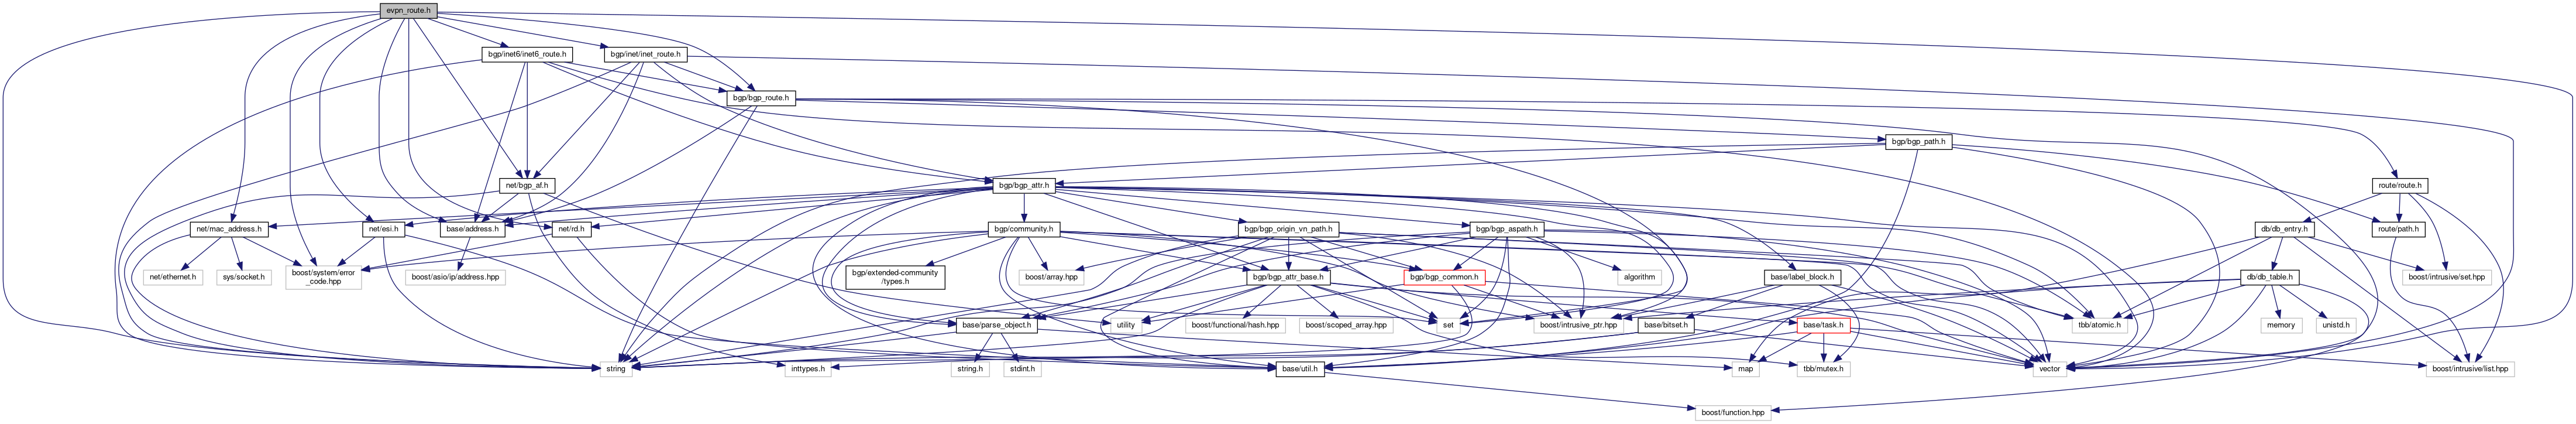 evpn_route.h
bgp/inet6/inet6_route.h
bgp/inet/inet_route.h
bgp/bgp_route.h
bgp/bgp_path.h
net/bgp_af.h
bgp/bgp_attr.h
route/route.h
net/mac_address.h
net/esi.h
base/address.h
net/rd.h
bgp/community.h
bgp/bgp_origin_vn_path.h
bgp/bgp_aspath.h
db/db_entry.h
route/path.h
net/ethernet.h
sys/socket.h
boost/system/error
_code.hpp
boost/asio/ip/address.hpp
bgp/extended-community
/types.h
boost/array.hpp
bgp/bgp_attr_base.h
bgp/bgp_common.h
algorithm
base/label_block.h
db/db_table.h
boost/intrusive/set.hpp
base/parse_object.h
utility
boost/functional/hash.hpp
boost/scoped_array.hpp
set
boost/intrusive_ptr.hpp
base/bitset.h
base/task.h
tbb/atomic.h
memory
unistd.h
string
inttypes.h
string.h
stdint.h
base/util.h
map
tbb/mutex.h
vector
boost/intrusive/list.hpp
boost/function.hpp